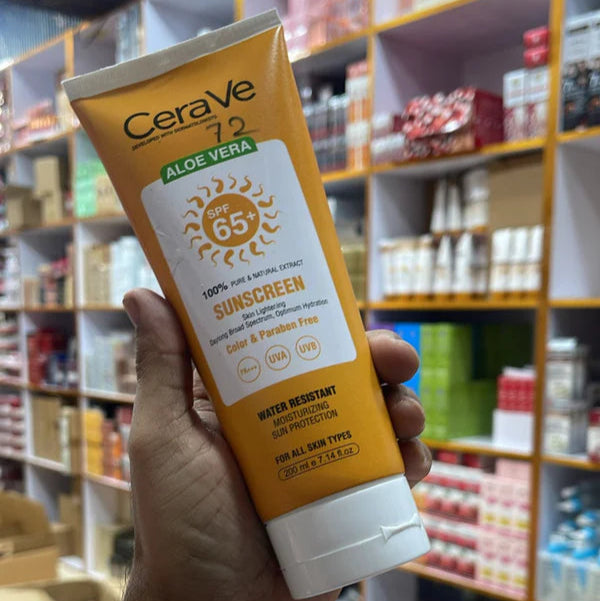 CeraVe
DEVELOPED WITH DERMATOLOGISTS
72
ALOE VERA
SPF
65+
100% PURE & NATURAL EXTRACT
SUNSCREEN
Skin Lightening
Daylong Broad Spectrum, Optimum Hydration
Color & Paraben Free
PA+++ UVA UVB
WATER RESISTANT
MOISTURIZING
SUN PROTECTION
FOR ALL SKIN TYPES
200 ml e 7.14 fl.oz